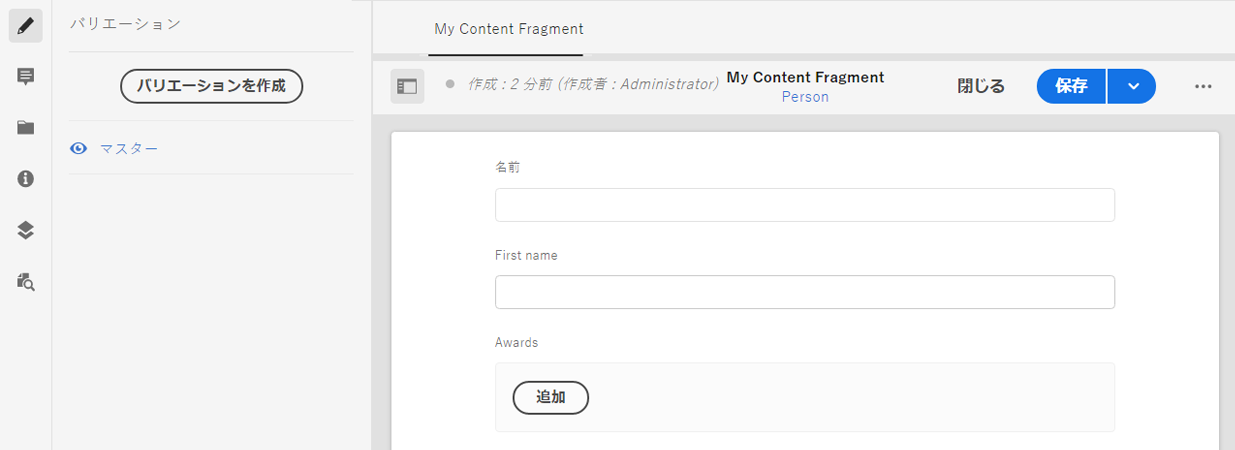 バリエーション
バリエーションを作成
マスター
My Content Fragment
作成 : 2 分前 (作成者 : Administrator)
My Content Fragment
Person
閉じる
保存
名前
First name
Awards
追加